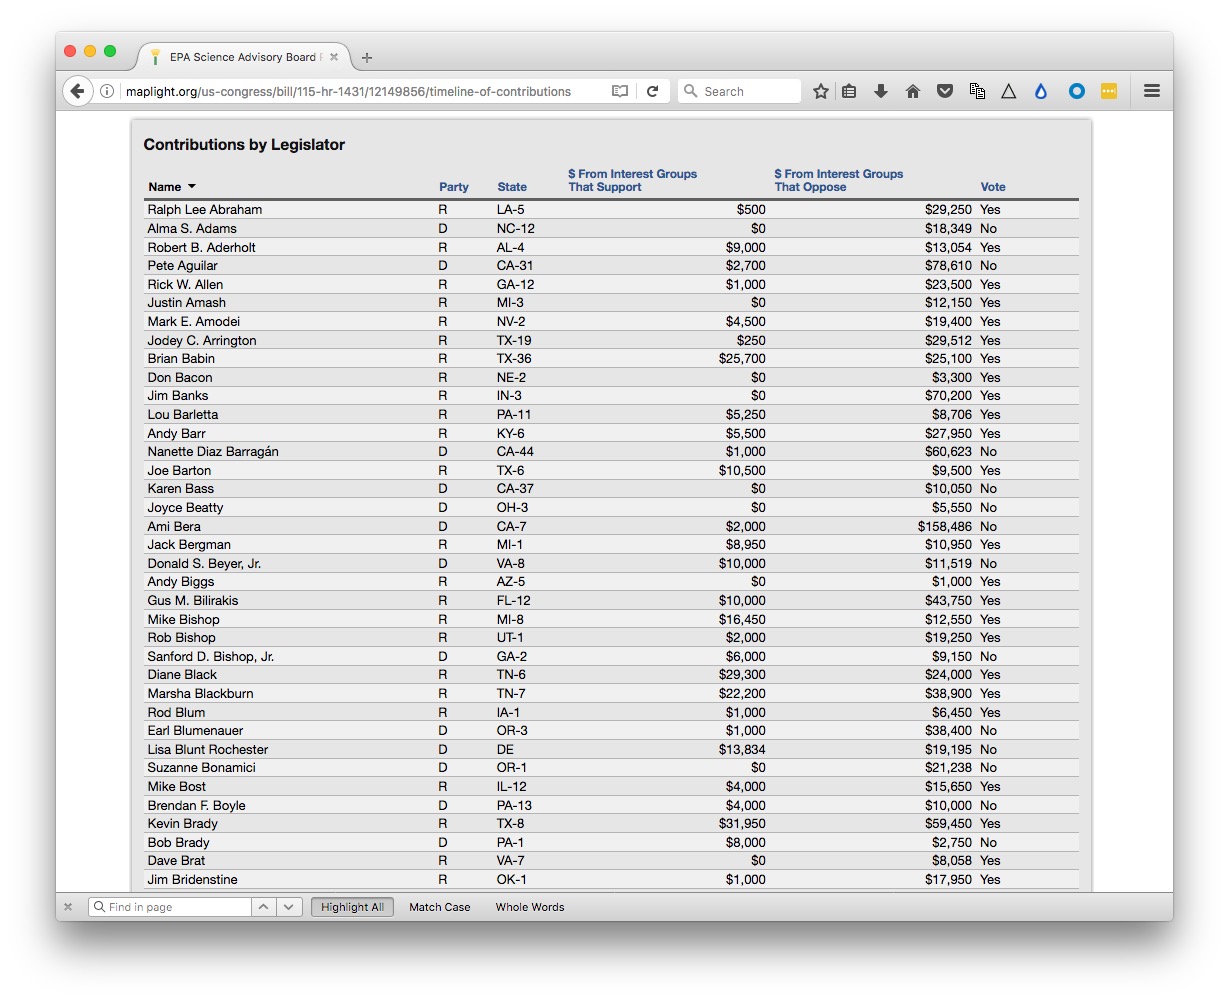 EPA Science Advisory Board
maplight.org/us-congress/bill/115-hr-1431/12149856/timeline-of-contributions
Search
Contributions by Legislator
Name Party State $ From Interest Groups That Support $ From Interest Groups That Oppose Vote
Ralph Lee Abraham R LA-5 $500 $29,250 Yes
Alma S. Adams D NC-12 $0 $18,349 No
Robert B. Aderholt R AL-4 $9,000 $13,054 Yes
Pete Aguilar D CA-31 $2,700 $78,610 No
Rick W. Allen R GA-12 $1,000 $23,500 Yes
Justin Amash R MI-3 $0 $12,150 Yes
Mark E. Amodei R NV-2 $4,500 $19,400 Yes
Jodey C. Arrington R TX-19 $250 $29,512 Yes
Brian Babin R TX-36 $25,700 $25,100 Yes
Don Bacon R NE-2 $0 $3,300 Yes
Jim Banks R IN-3 $0 $70,200 Yes
Lou Barletta R PA-11 $5,250 $8,706 Yes
Andy Barr R KY-6 $5,500 $27,950 Yes
Nanette Diaz Barragán D CA-44 $1,000 $60,623 No
Joe Barton R TX-6 $10,500 $9,500 Yes
Karen Bass D CA-37 $0 $10,050 No
Joyce Beatty D OH-3 $0 $5,550 No
Ami Bera D CA-7 $2,000 $158,486 No
Jack Bergman R MI-1 $8,950 $10,950 Yes
Donald S. Beyer, Jr. D VA-8 $10,000 $11,519 No
Andy Biggs R AZ-5 $0 $1,000 Yes
Gus M. Bilirakis R FL-12 $10,000 $43,750 Yes
Mike Bishop R MI-8 $16,450 $12,550 Yes
Rob Bishop R UT-1 $2,000 $19,250 Yes
Sanford D. Bishop, Jr. D GA-2 $6,000 $9,150 No
Diane Black R TN-6 $29,300 $24,000 Yes
Marsha Blackburn R TN-7 $22,200 $38,900 Yes
Rod Blum R IA-1 $1,000 $6,450 Yes
Earl Blumenauer D OR-3 $1,000 $38,400 No
Lisa Blunt Rochester D DE $13,834 $19,195 No
Suzanne Bonamici D OR-1 $0 $21,238 No
Mike Bost R IL-12 $4,000 $15,650 Yes
Brendan F. Boyle D PA-13 $4,000 $10,000 No
Kevin Brady R TX-8 $31,950 $59,450 Yes
Bob Brady D PA-1 $8,000 $2,750 No
Dave Brat R VA-7 $0 $8,058 Yes
Jim Bridenstine R OK-1 $1,000 $17,950 Yes
Find in page Highlight All Match Case Whole Words